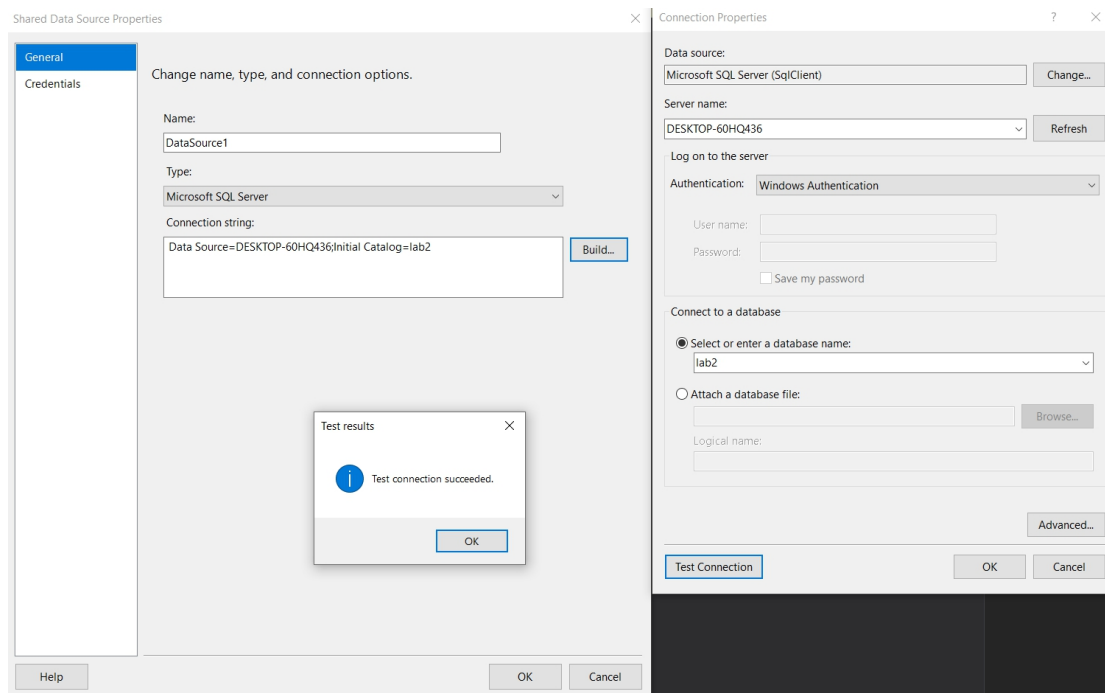 Shared Data Source Properties
General
Credentials
Change name, type, and connection options.
Name:
DataSource1
Type:
Microsoft SQL Server
Connection string:
Data Source=DESKTOP-60HQ436;Initial Catalog=lab2
Build...
Test results
Test connection succeeded.
OK
Help
OK
Cancel
Connection Properties
?
Data source:
Microsoft SQL Server (SqlClient)
Change...
Server name:
DESKTOP-60HQ436
Refresh
Log on to the server
Authentication:
Windows Authentication
User name:
Password:
Save my password
Connect to a database
Select or enter a database name:
lab2
Attach a database file:
Browse...
Logical name:
Advanced...
Test Connection
OK
Cancel